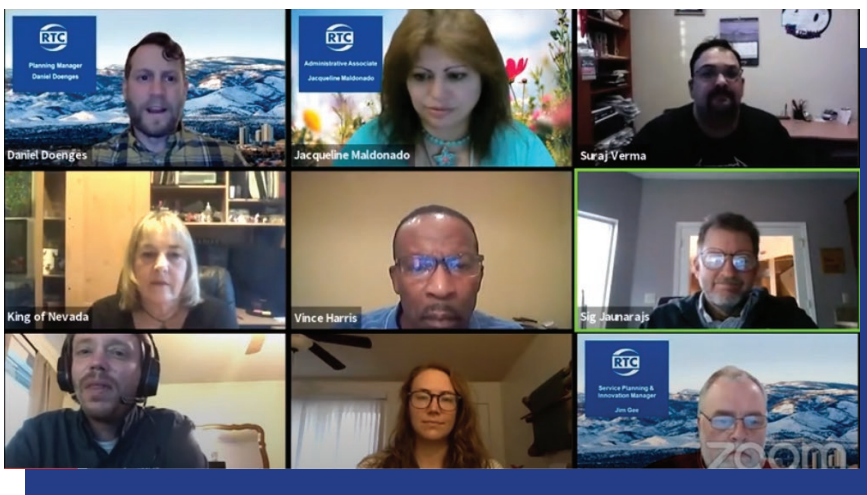 RTC
Planning Manager
Daniel Doenges
Daniel Doenges
RTC
Administrative Associate
Jacqueline Maldonado
Jacqueline Maldonado
Suraj Verma
King of Nevada
Vince Harris
Sig Jaunarajs
RTC
Service Planning &
Innovation Manager
Jim Gee
zoom